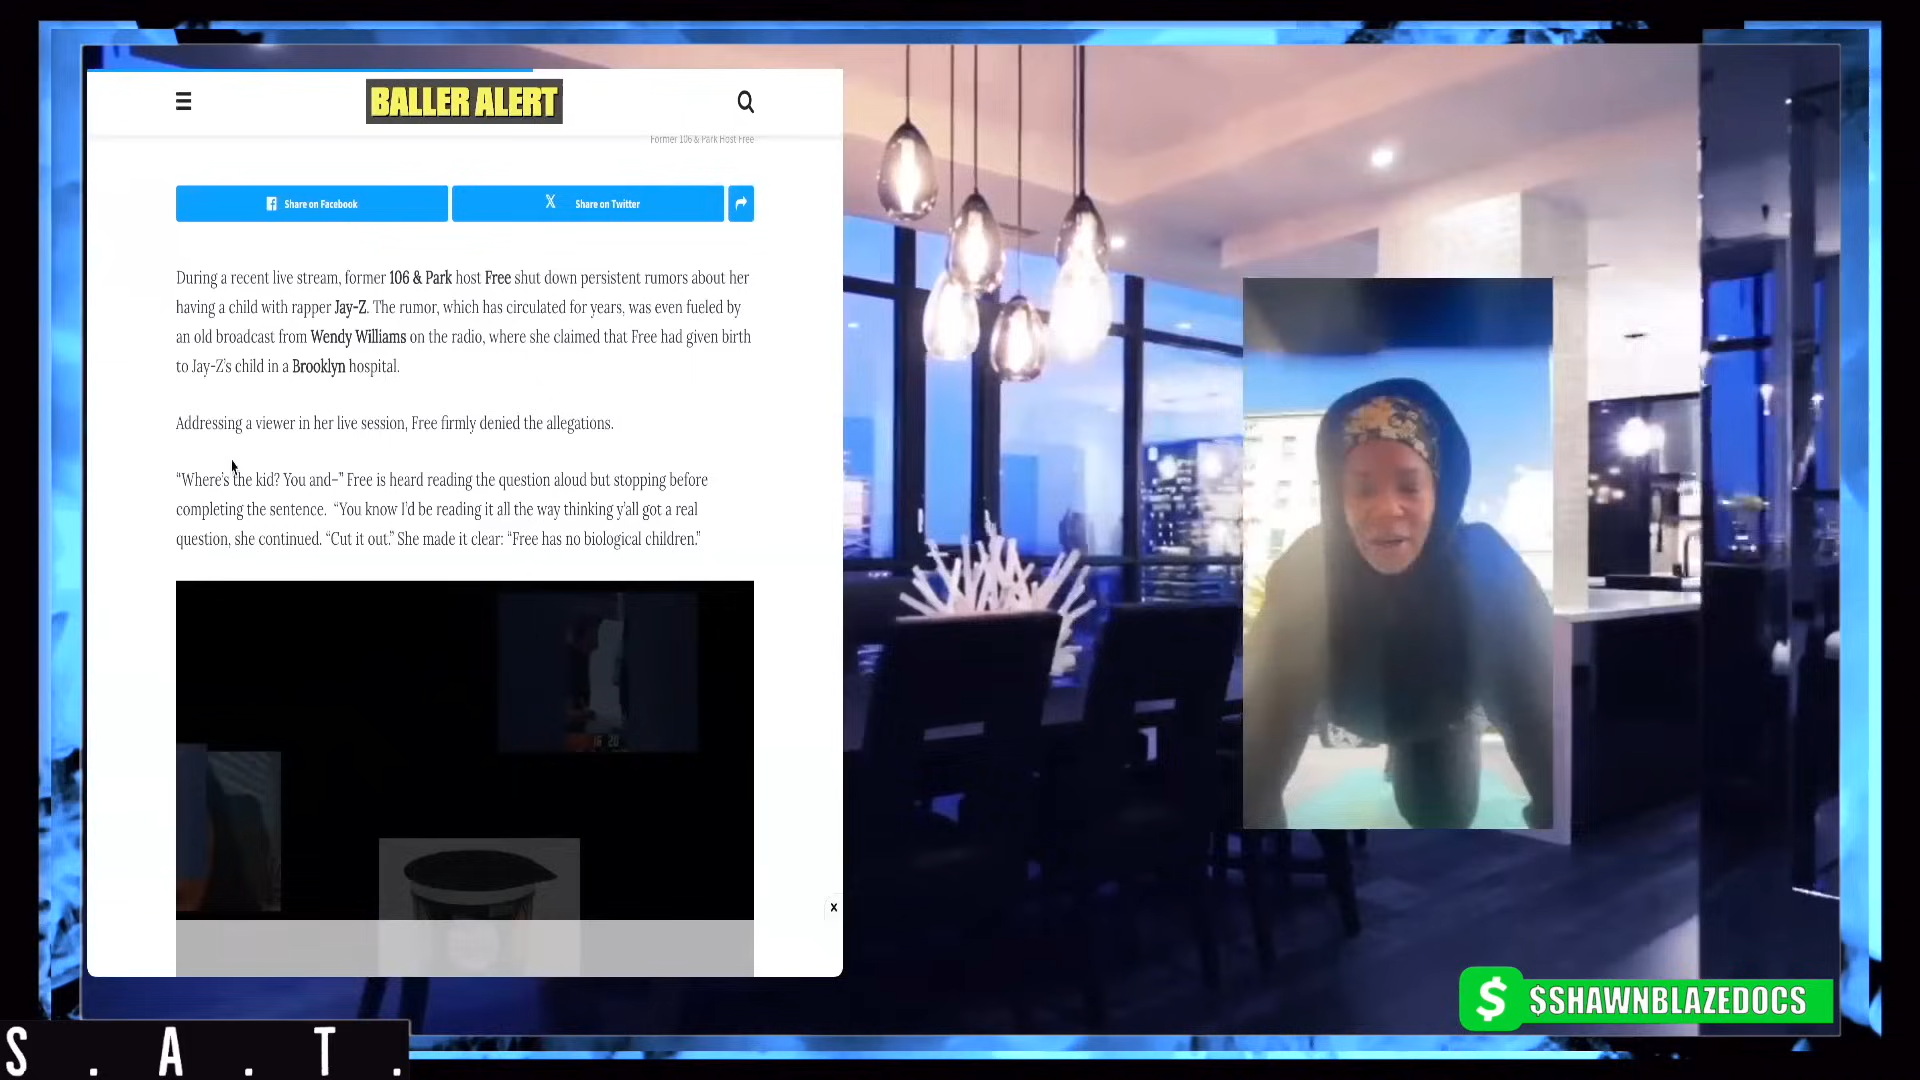 BALLER ALERT
Former 106 & Park Host Free
Share on Facebook
Share on Twitter
During a recent live stream, former 106 & Park host Free shut down persistent rumors about her
having a child with rapper Jay-Z. The rumor, which has circulated for years, was even fueled by
an old broadcast from Wendy Williams on the radio, where she claimed that Free had given birth
to Jay-Z's child in a Brooklyn hospital.
Addressing a viewer in her live session, Free firmly denied the allegations.
“Where’s the kid? You and–” Free is heard reading the question aloud but stopping before
completing the sentence. “You know I’d be reading it all the way thinking y’all got a real
question, she continued. “Cut it out.” She made it clear: “Free has no biological children.”
x
$ $SHAWNBLAZEDOCS
S . A . T .